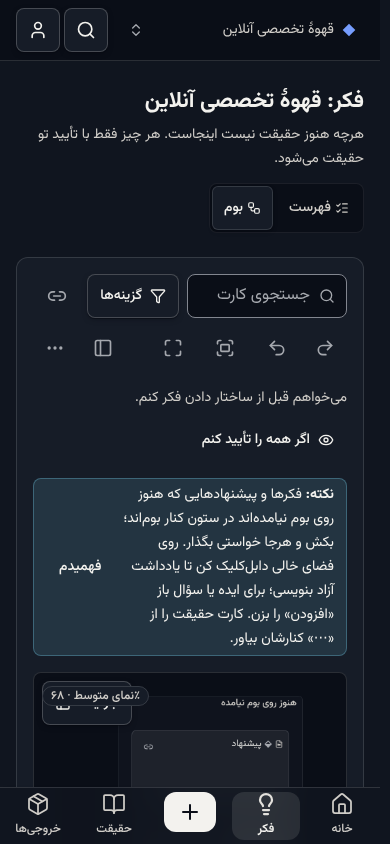 قهوهٔ تخصصی آنلاین
فکر: قهوهٔ تخصصی آنلاین
هرچه هنوز حقیقت نیست اینجاست. هر چیز فقط با تأیید تو
حقیقت می‌شود.
فهرست
بوم
جستجوی کارت
گزینه‌ها
می‌خواهم قبل از ساختار دادن فکر کنم.
اگر همه را تأیید کنم
نکته: فکرها و پیشنهادهایی که هنوز
روی بوم نیامده‌اند در ستون کنار بوم‌اند؛
بکش و هرجا خواستی بگذار. روی
فضای خالی دابل‌کلیک کن تا یادداشت
آزاد بنویسی؛ برای ایده یا سؤال باز
«افزودن» را بزن. کارت حقیقت را از
«⋯» کنارشان بیاور.
فهمیدم
نمای متوسط · ۶۸٪
هنوز روی بوم نیامده
پیشنهاد
خانه
فکر
حقیقت
خروجی‌ها